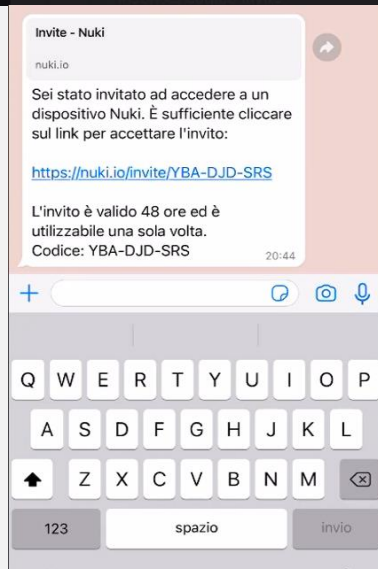 Invite - Nuki
nuki.io
Sei stato invitato ad accedere a un
dispositivo Nuki. È sufficiente cliccare
sul link per accettare l'invito:
https://nuki.io/invite/YBA-DJD-SRS
L'invito è valido 48 ore ed è
utilizzabile una sola volta.
Codice: YBA-DJD-SRS
20:44
Q W E R T Y U I O P
A S D F G H J K L
Z X C V B N M
123 spazio invio